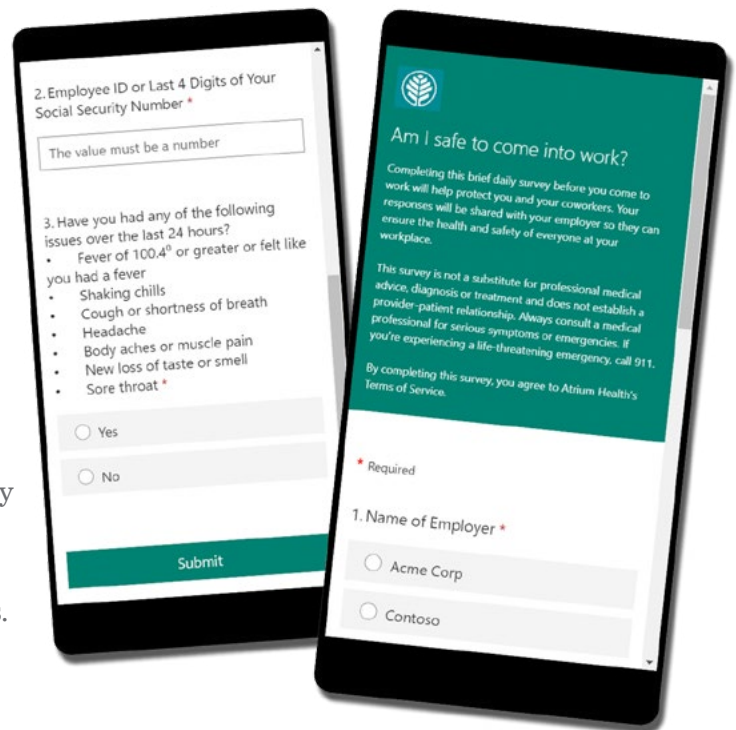 2. Employee ID or Last 4 Digits of Your
Social Security Number *
The value must be a number
3. Have you had any of the following
issues over the last 24 hours?
• Fever of 100.4⁰ or greater or felt like
you had a fever
• Shaking chills
• Cough or shortness of breath
• Headache
• Body aches or muscle pain
• New loss of taste or smell
• Sore throat *
Yes
No
Submit
Am I safe to come into work?
Completing this brief daily survey before you come to
work will help protect you and your coworkers. Your
responses will be shared with your employer so they can
ensure the health and safety of everyone at your
workplace.
This survey is not a substitute for professional medical
advice, diagnosis or treatment and does not establish a
provider-patient relationship. Always consult a medical
professional for serious symptoms or emergencies. If
you're experiencing a life-threatening emergency, call 911.
By completing this survey, you agree to Atrium Health's
Terms of Service.
* Required
1. Name of Employer *
Acme Corp
Contoso